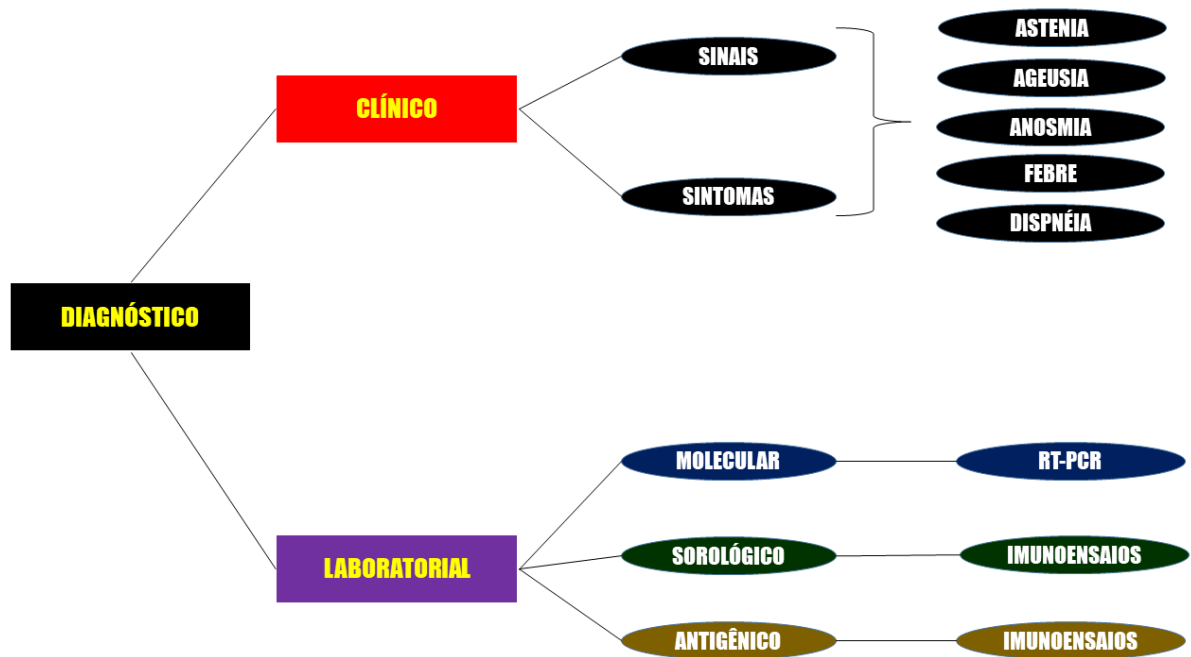 DIAGNÓSTICO
CLÍNICO
SINAIS
SINTOMAS
ASTENIA
AGEUSIA
ANOSMIA
FEBRE
DISPNÉIA
LABORATORIAL
MOLECULAR
RT-PCR
SOROLÓGICO
IMUNOENSAIOS
ANTIGÊNICO
IMUNOENSAIOS